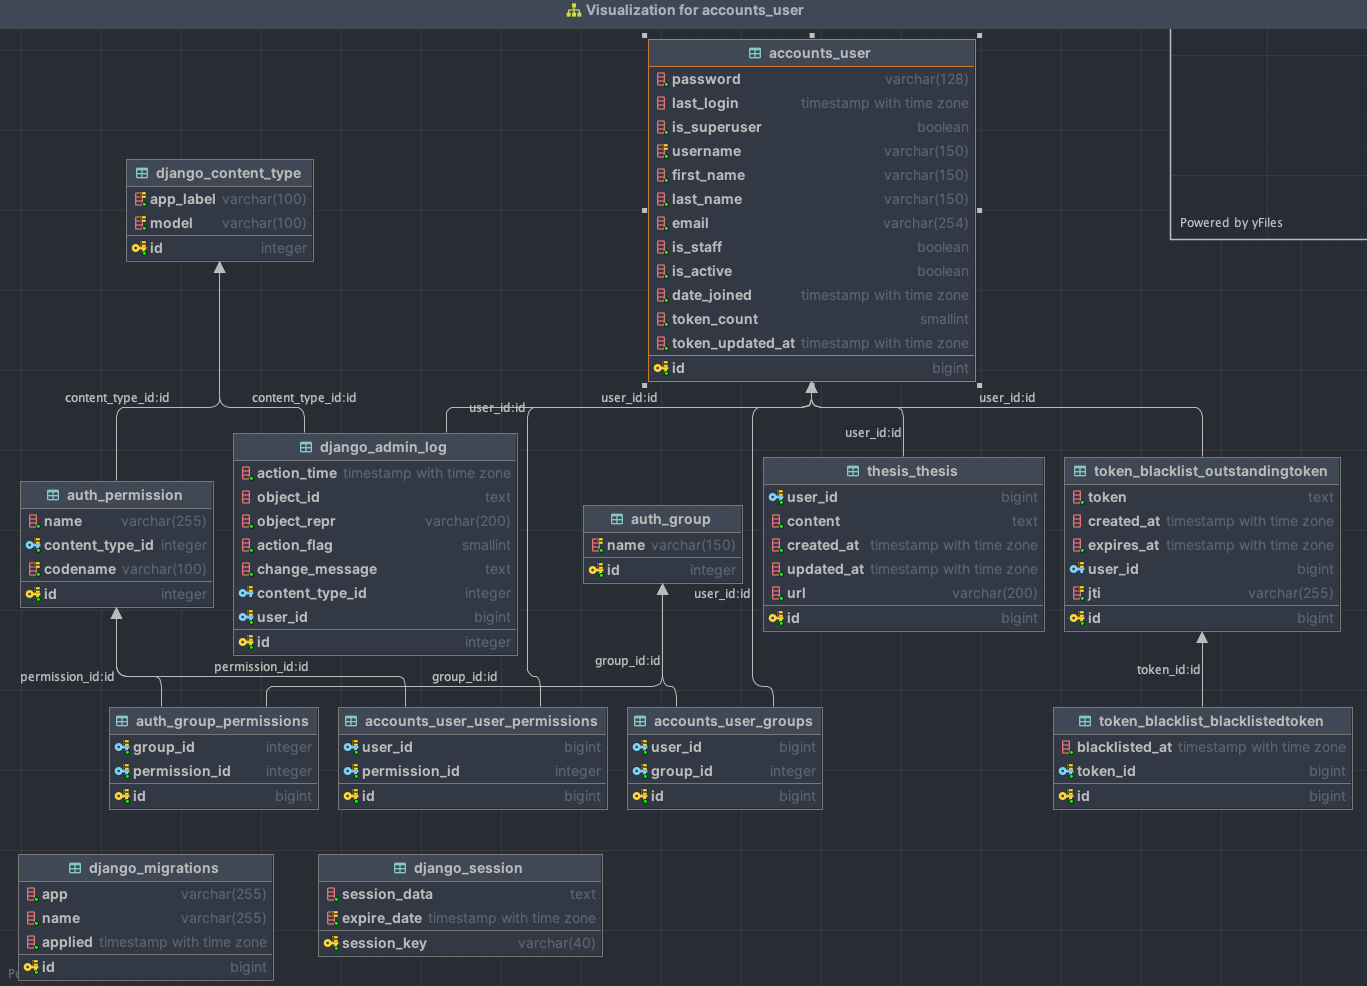 Visualization for accounts_user
accounts_user
password varchar(128)
last_login timestamp with time zone
is_superuser boolean
username varchar(150)
first_name varchar(150)
last_name varchar(150)
email varchar(254)
is_staff boolean
is_active boolean
date_joined timestamp with time zone
token_count smallint
token_updated_at timestamp with time zone
id bigint
Powered by yFiles
django_content_type
app_label varchar(100)
model varchar(100)
id integer
content_type_id:id
content_type_id:id
user_id:id
user_id:id
user_id:id
user_id:id
django_admin_log
action_time timestamp with time zone
object_id text
object_repr varchar(200)
action_flag smallint
change_message text
content_type_id integer
user_id bigint
id integer
thesis_thesis
user_id bigint
content text
created_at timestamp with time zone
updated_at timestamp with time zone
url varchar(200)
id bigint
token_blacklist_outstandingtoken
token text
created_at timestamp with time zone
expires_at timestamp with time zone
user_id bigint
jti varchar(255)
id bigint
auth_permission
name varchar(255)
content_type_id integer
codename varchar(100)
id integer
auth_group
name varchar(150)
id integer
user_id:id
permission_id:id
permission_id:id
group_id:id
group_id:id
token_id:id
auth_group_permissions
group_id integer
permission_id integer
id bigint
accounts_user_user_permissions
user_id bigint
permission_id integer
id bigint
accounts_user_groups
user_id bigint
group_id integer
id bigint
token_blacklist_blacklistedtoken
blacklisted_at timestamp with time zone
token_id bigint
id bigint
django_migrations
app varchar(255)
name varchar(255)
applied timestamp with time zone
id bigint
django_session
session_data text
expire_date timestamp with time zone
session_key varchar(40)